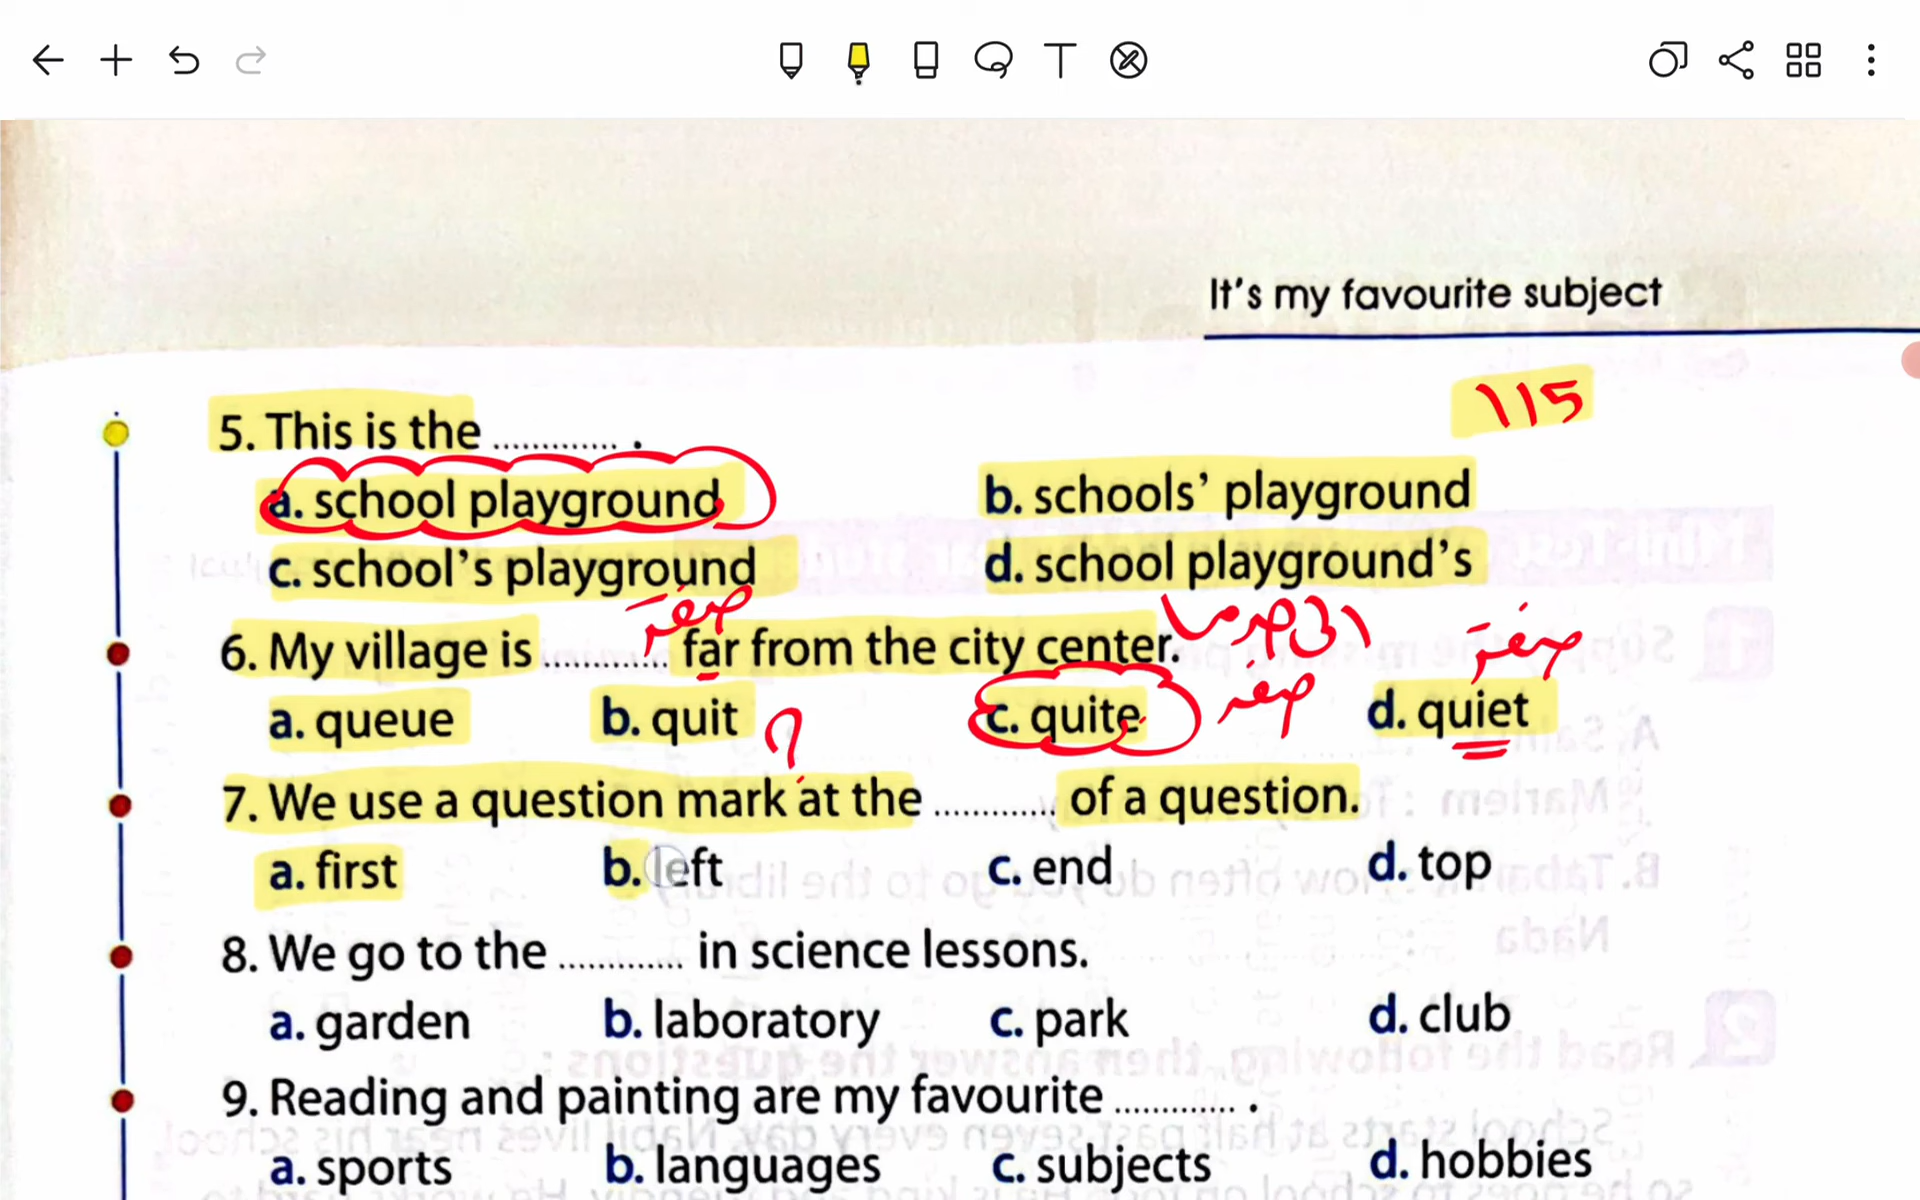 It's my favourite subject
115
5. This is the ............. .
a. school playground
b. schools' playground
c. school's playground
d. school playground's
6. My village is ............. far from the city center.
a. queue
b. quit
c. quite
d. quiet
?
7. We use a question mark at the ............. of a question.
a. first
b. left
c. end
d. top
8. We go to the ............. in science lessons.
a. garden
b. laboratory
c. park
d. club
9. Reading and painting are my favourite ............. .
a. sports
b. languages
c. subjects
d. hobbies